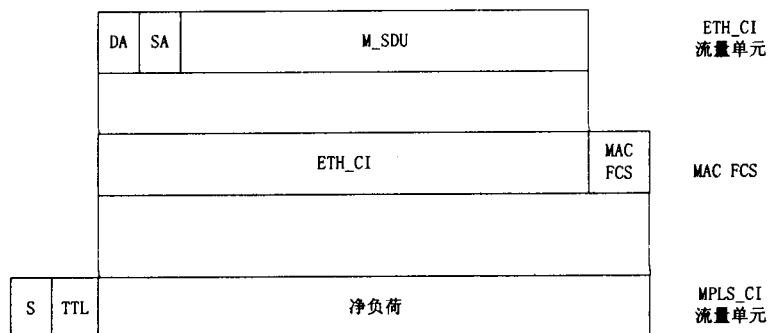 DA SA M_SDU ETH_CI
流量单元
ETH_CI MAC
FCS MAC FCS
S TTL 净负荷 MPLS_CI
流量单元